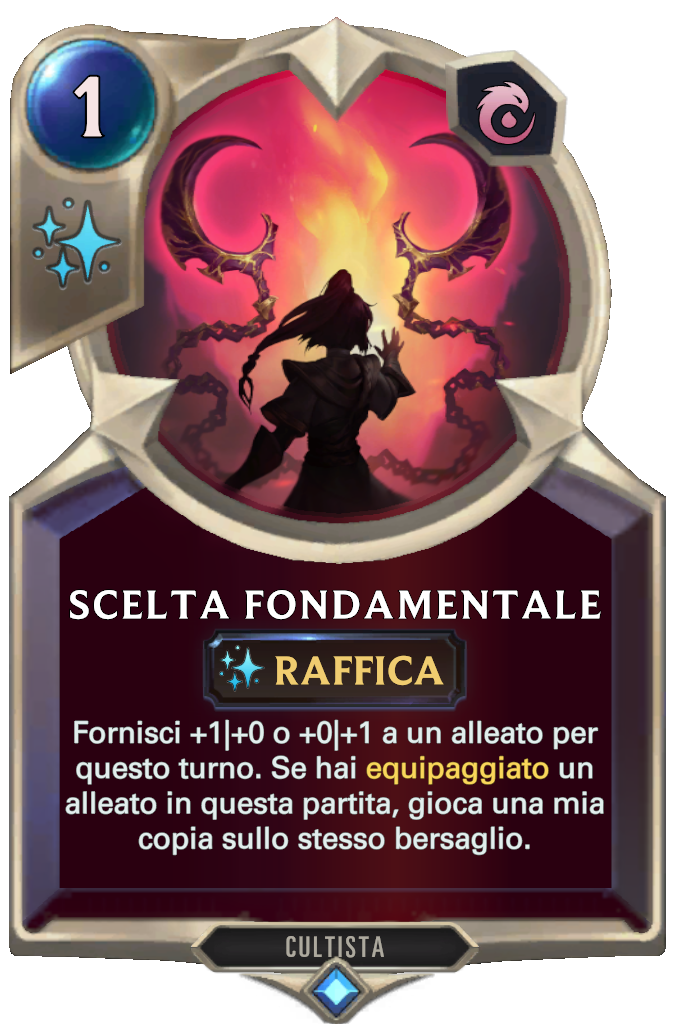 1
SCELTA FONDAMENTALE
RAFFICA
Fornisci +1|+0 o +0|+1 a un alleato per
questo turno. Se hai equipaggiato un
alleato in questa partita, gioca una mia
copia sullo stesso bersaglio.
CULTISTA